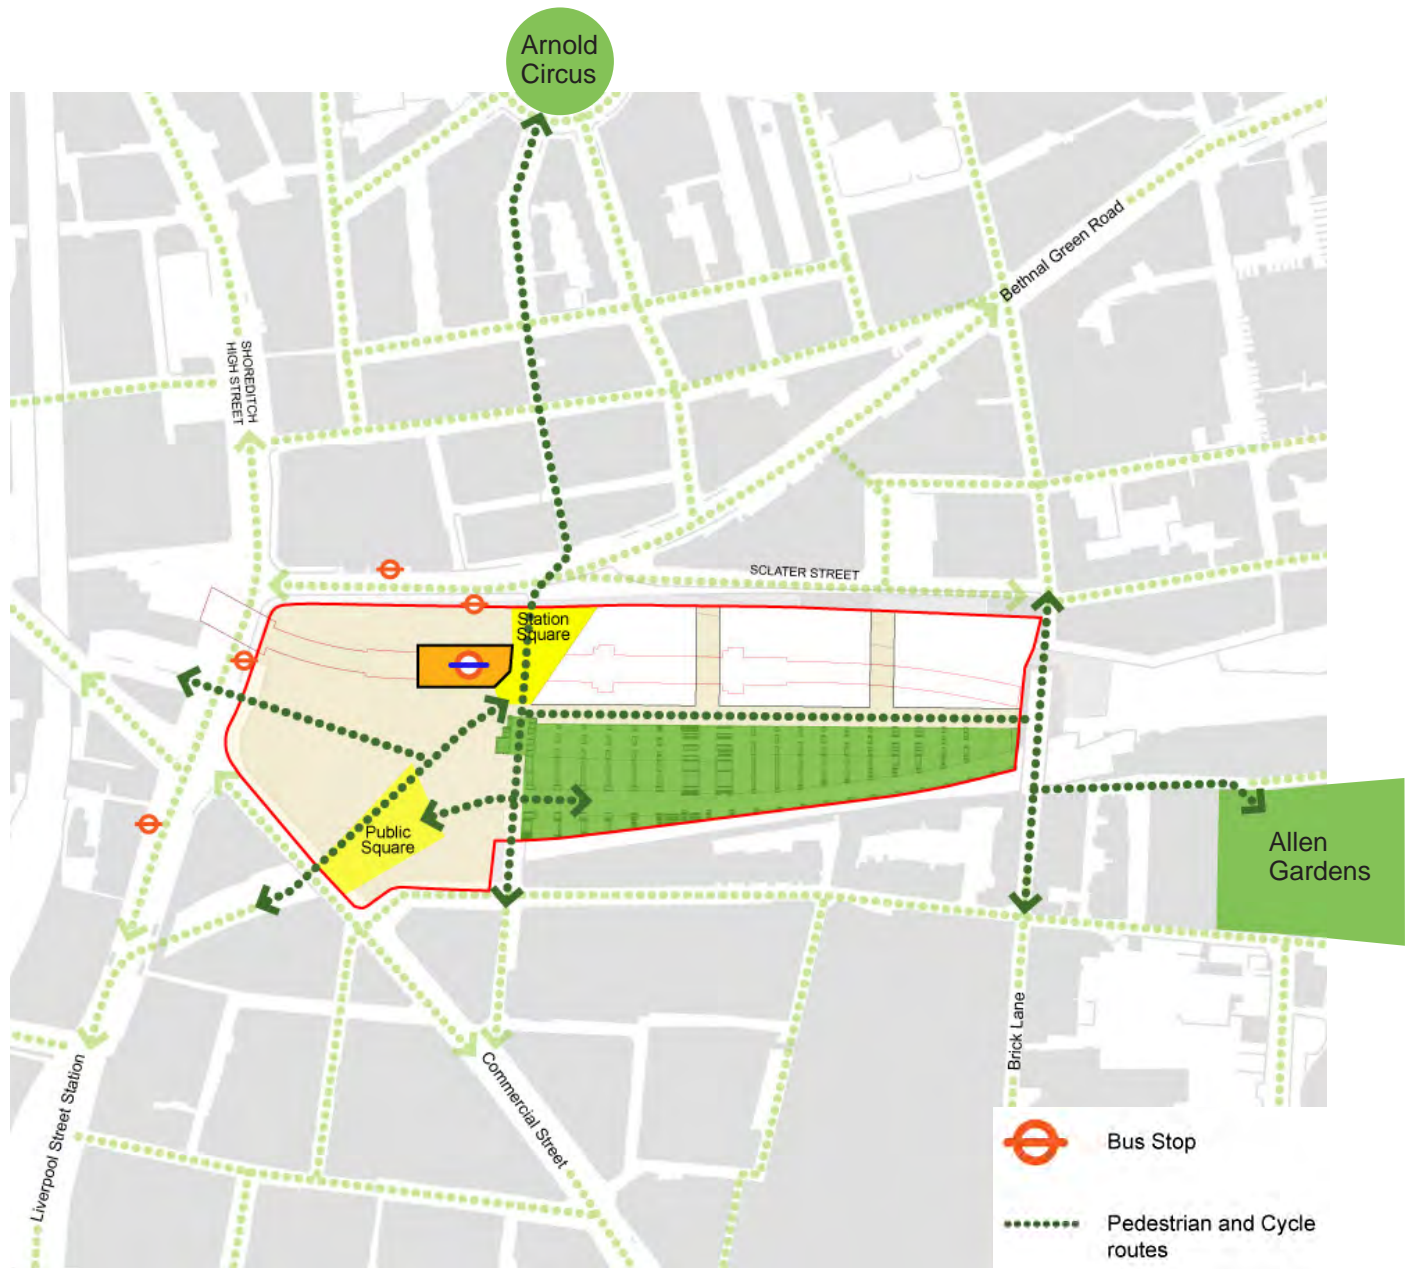 Arnold
Circus
Bethnal Green Road
SHOREDITCH
HIGH STREET
SCLATER STREET
Station
Square
Public
Square
Allen
Gardens
Brick Lane
Commercial Street
Liverpool Street Station
Bus Stop
Pedestrian and Cycle
routes